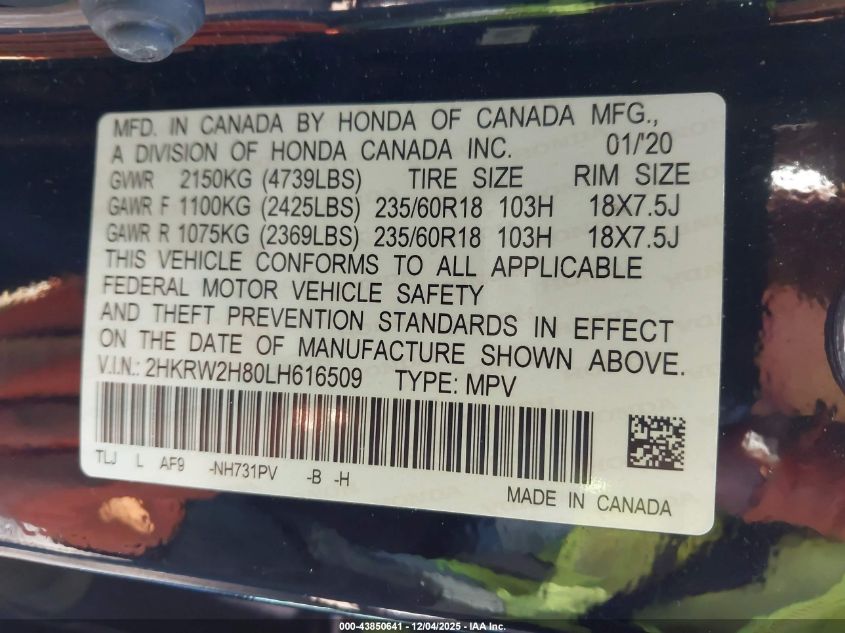 MFD. IN CANADA BY HONDA OF CANADA MFG.,
A DIVISION OF HONDA CANADA INC. 01/'20
GVWR 2150KG (4739LBS) TIRE SIZE RIM SIZE
GAWR F 1100KG (2425LBS) 235/60R18 103H 18X7.5J
GAWR R 1075KG (2369LBS) 235/60R18 103H 18X7.5J
THIS VEHICLE CONFORMS TO ALL APPLICABLE
FEDERAL MOTOR VEHICLE SAFETY
AND THEFT PREVENTION STANDARDS IN EFFECT
ON THE DATE OF MANUFACTURE SHOWN ABOVE.
V.I.N.: 2HKRW2H80LH616509 TYPE: MPV
TLJ L AF9 -NH731PV -B -H
MADE IN CANADA
000-43850641 - 12/04/2025 - IAA Inc.